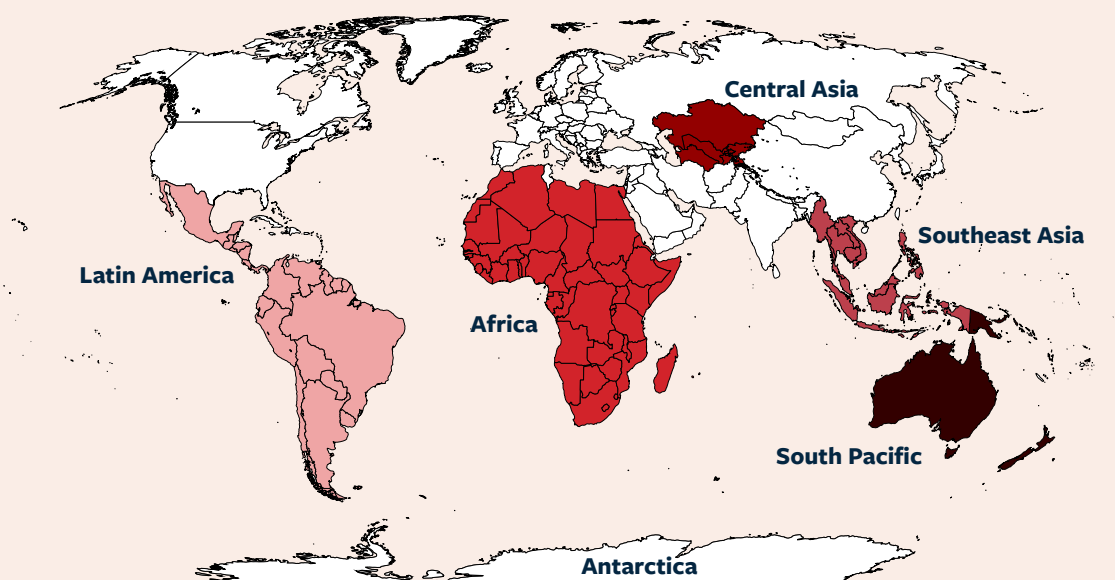 Central Asia
Southeast Asia
Latin America
Africa
South Pacific
Antarctica